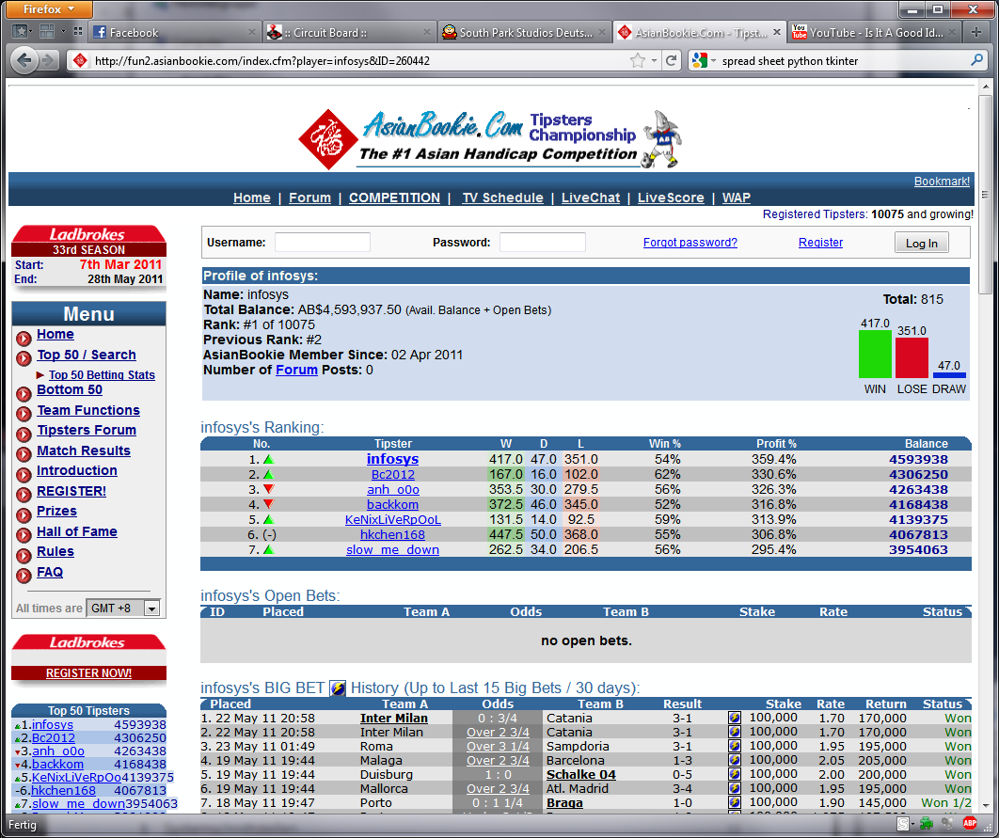 Firefox
Facebook
:: Circuit Board ::
South Park Studios Deuts...
AsianBookie.Com - Tipst...
YouTube - Is It A Good Id...
http://fun2.asianbookie.com/index.cfm?player=infosys&ID=260442
spread sheet python tkinter
AsianBookie.Com Tipsters Championship
The #1 Asian Handicap Competition
Bookmark!
Home | Forum | COMPETITION | TV Schedule | LiveChat | LiveScore | WAP
Registered Tipsters: 10075 and growing!
Ladbrokes
33rd SEASON
Start: 7th Mar 2011
End: 28th May 2011
Menu
Home
Top 50 / Search
Top 50 Betting Stats
Bottom 50
Team Functions
Tipsters Forum
Match Results
Introduction
REGISTER!
Prizes
Hall of Fame
Rules
FAQ
All times are GMT +8
Ladbrokes
REGISTER NOW!
Top 50 Tipsters
1.infosys 4593938
2.Bc2012 4306250
3.anh_o0o 4263438
4.backkom 4168438
5.KeNixLiVeRpOo4139375
-6.hkchen168 4067813
7.slow_me_down3954063
Username: Password: Forgot password? Register Log In
Profile of infosys:
Name: infosys
Total Balance: AB$4,593,937.50 (Avail. Balance + Open Bets)
Rank: #1 of 10075
Previous Rank: #2
AsianBookie Member Since: 02 Apr 2011
Number of Forum Posts: 0
Total: 815
417.0
351.0
47.0
WIN LOSE DRAW
infosys's Ranking:
No. Tipster W D L Win % Profit % Balance
1. infosys 417.0 47.0 351.0 54% 359.4% 4593938
2. Bc2012 167.0 16.0 102.0 62% 330.6% 4306250
3. anh_o0o 353.5 30.0 279.5 56% 326.3% 4263438
4. backkom 372.5 46.0 345.0 52% 316.8% 4168438
5. KeNixLiVeRpOoL 131.5 14.0 92.5 59% 313.9% 4139375
6. (-) hkchen168 447.5 50.0 368.0 55% 306.8% 4067813
7. slow_me_down 262.5 34.0 206.5 56% 295.4% 3954063
infosys's Open Bets:
ID Placed Team A Odds Team B Stake Rate Status
no open bets.
infosys's BIG BET History (Up to Last 15 Big Bets / 30 days):
Placed Team A Odds Team B Result Stake Rate Return Status
1. 22 May 11 20:58 Inter Milan 0 : 3/4 Catania 3-1 100,000 1.70 170,000 Won
2. 22 May 11 20:58 Inter Milan Over 2 3/4 Catania 3-1 100,000 1.70 170,000 Won
3. 23 May 11 01:49 Roma Over 3 1/4 Sampdoria 3-1 100,000 1.95 195,000 Won
4. 19 May 11 19:44 Malaga Over 2 3/4 Barcelona 1-3 100,000 2.05 205,000 Won
5. 19 May 11 19:44 Duisburg 1 : 0 Schalke 04 0-5 100,000 2.00 200,000 Won
6. 19 May 11 19:44 Mallorca Over 2 3/4 Atl. Madrid 3-4 100,000 1.95 195,000 Won
7. 18 May 11 19:47 Porto 0 : 1 1/4 Braga 1-0 100,000 1.90 145,000 Won 1/2
Fertig
ABP